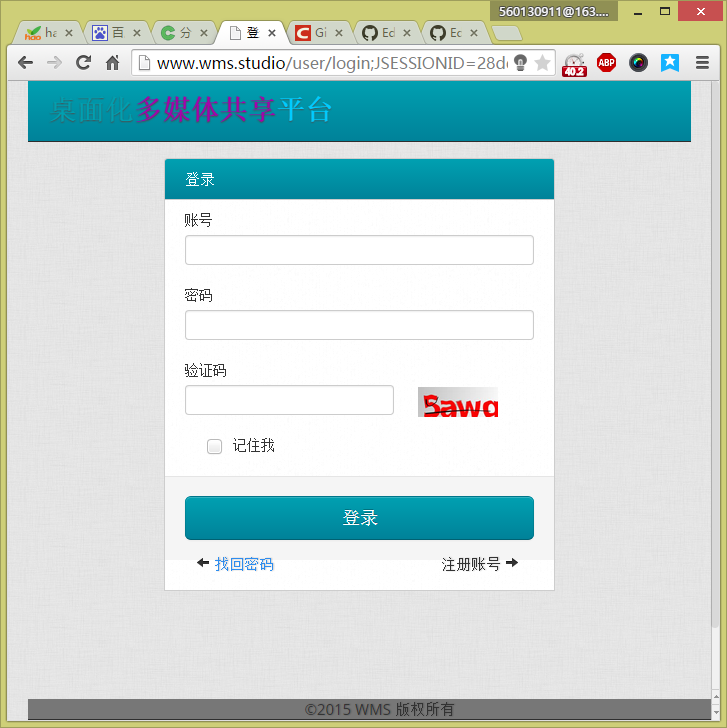 560130911@163....
ha
百
分
登
Gi
Ed
Ec
www.wms.studio/user/login;JSESSIONID=28d
40.2
ABP
桌面化多媒体共享平台
登录
账号
密码
验证码
记住我
登录
找回密码
注册账号
©2015 WMS 版权所有